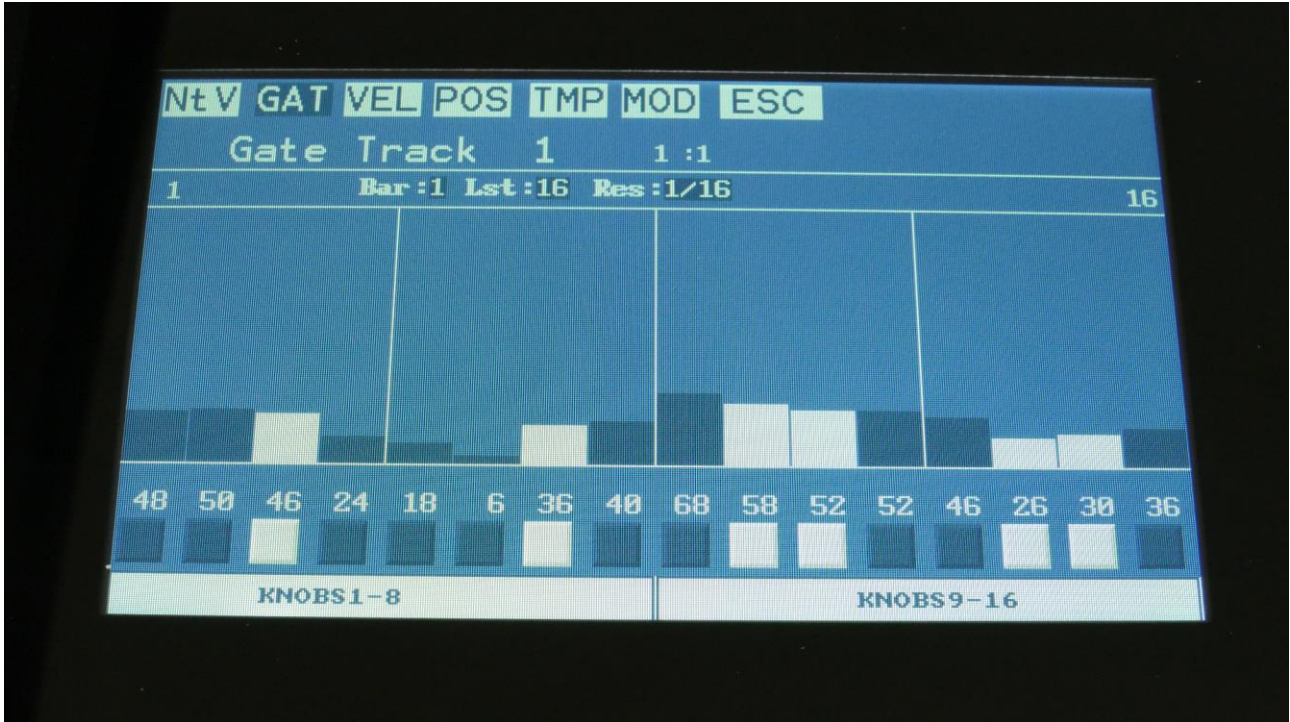 Nt V GAT VEL POS TMP MOD ESC
Gate Track 1 1 :1
1 Bar :1 Lst :16 Res :1/16 16
48 50 46 24 18 6 36 40 68 58 52 52 46 26 30 36
KNOBS1-8 KNOBS9-16